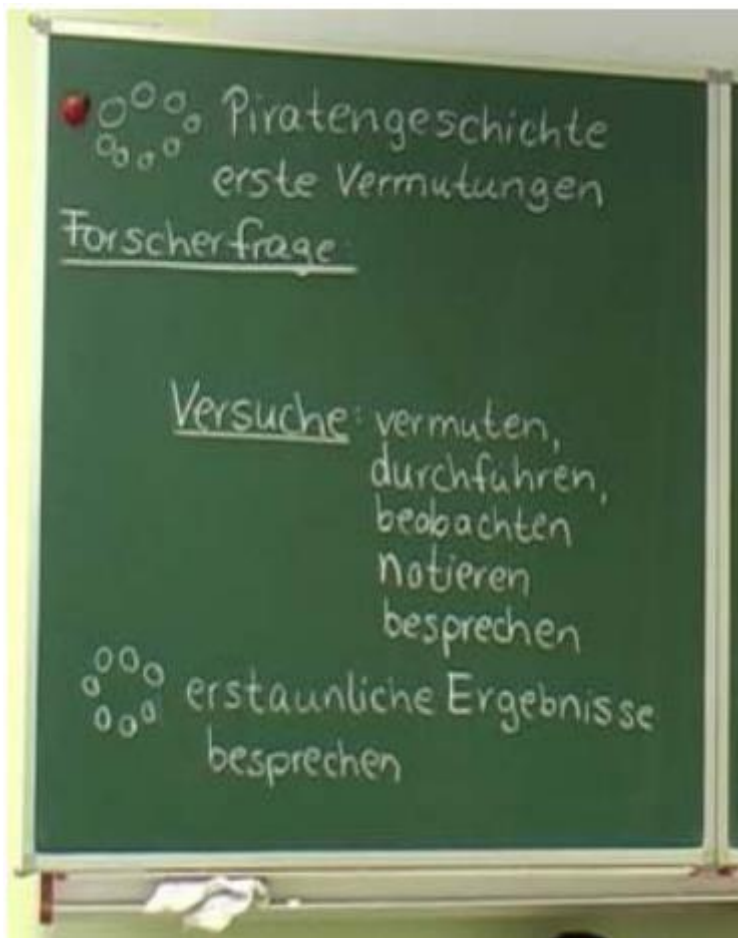 Piratengeschichte
erste Vermutungen
Forscherfrage:
Versuche: vermuten,
durchführen,
beobachten
notieren
besprechen
erstaunliche Ergebnisse
besprechen